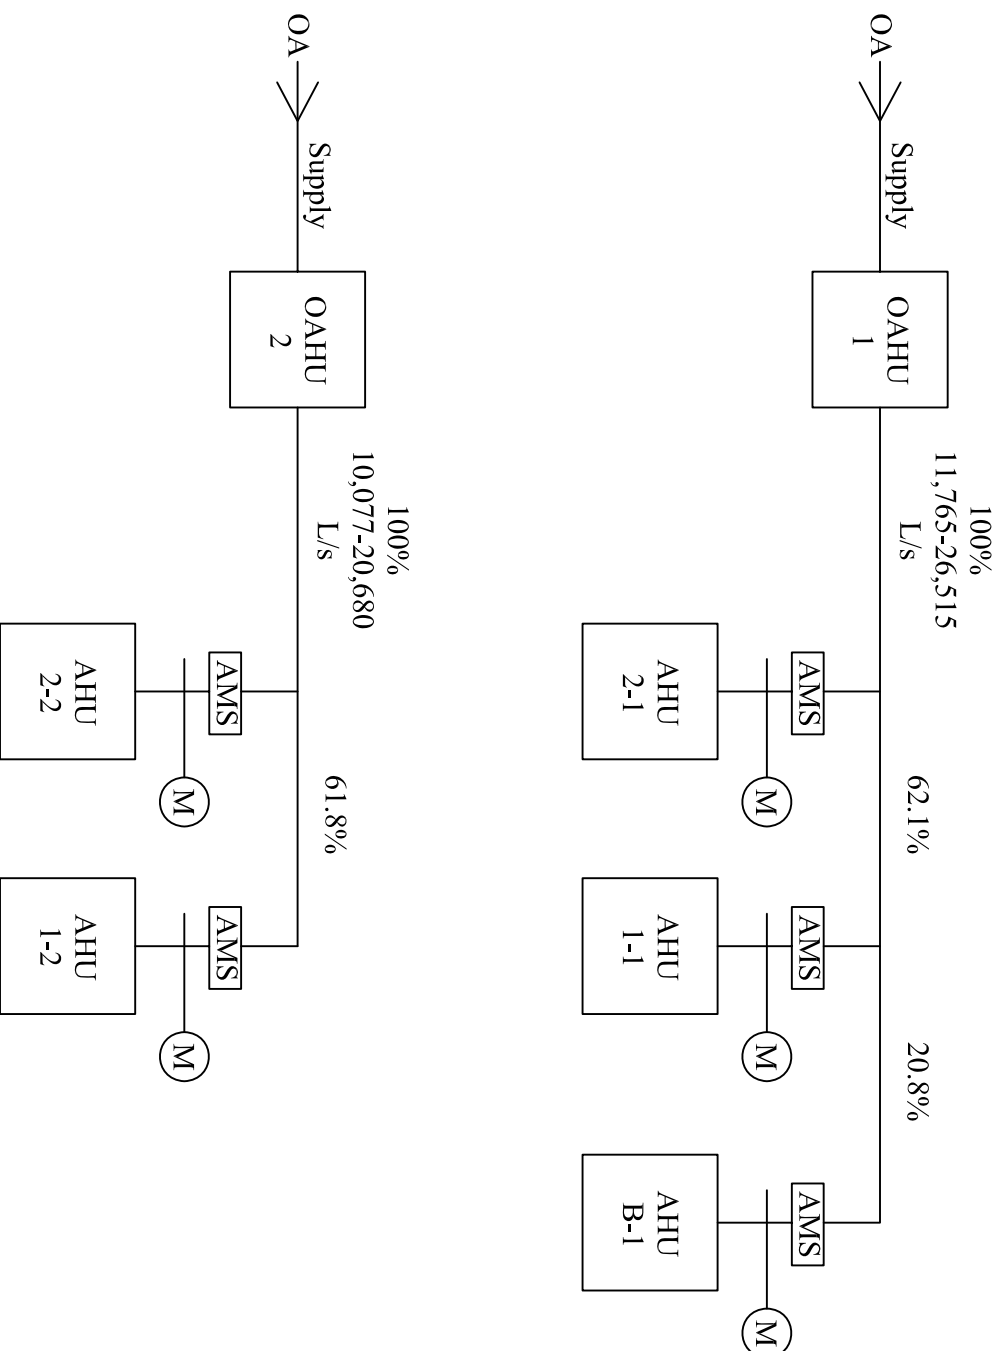 OA
Supply
OAHU
1
100%
11,765-26,515
L/s
62.1%
20.8%
AMS
M
AHU
2-1
AMS
M
AHU
1-1
AMS
M
AHU
B-1
OA
Supply
OAHU
2
100%
10,077-20,680
L/s
61.8%
AMS
M
AHU
2-2
AMS
M
AHU
1-2